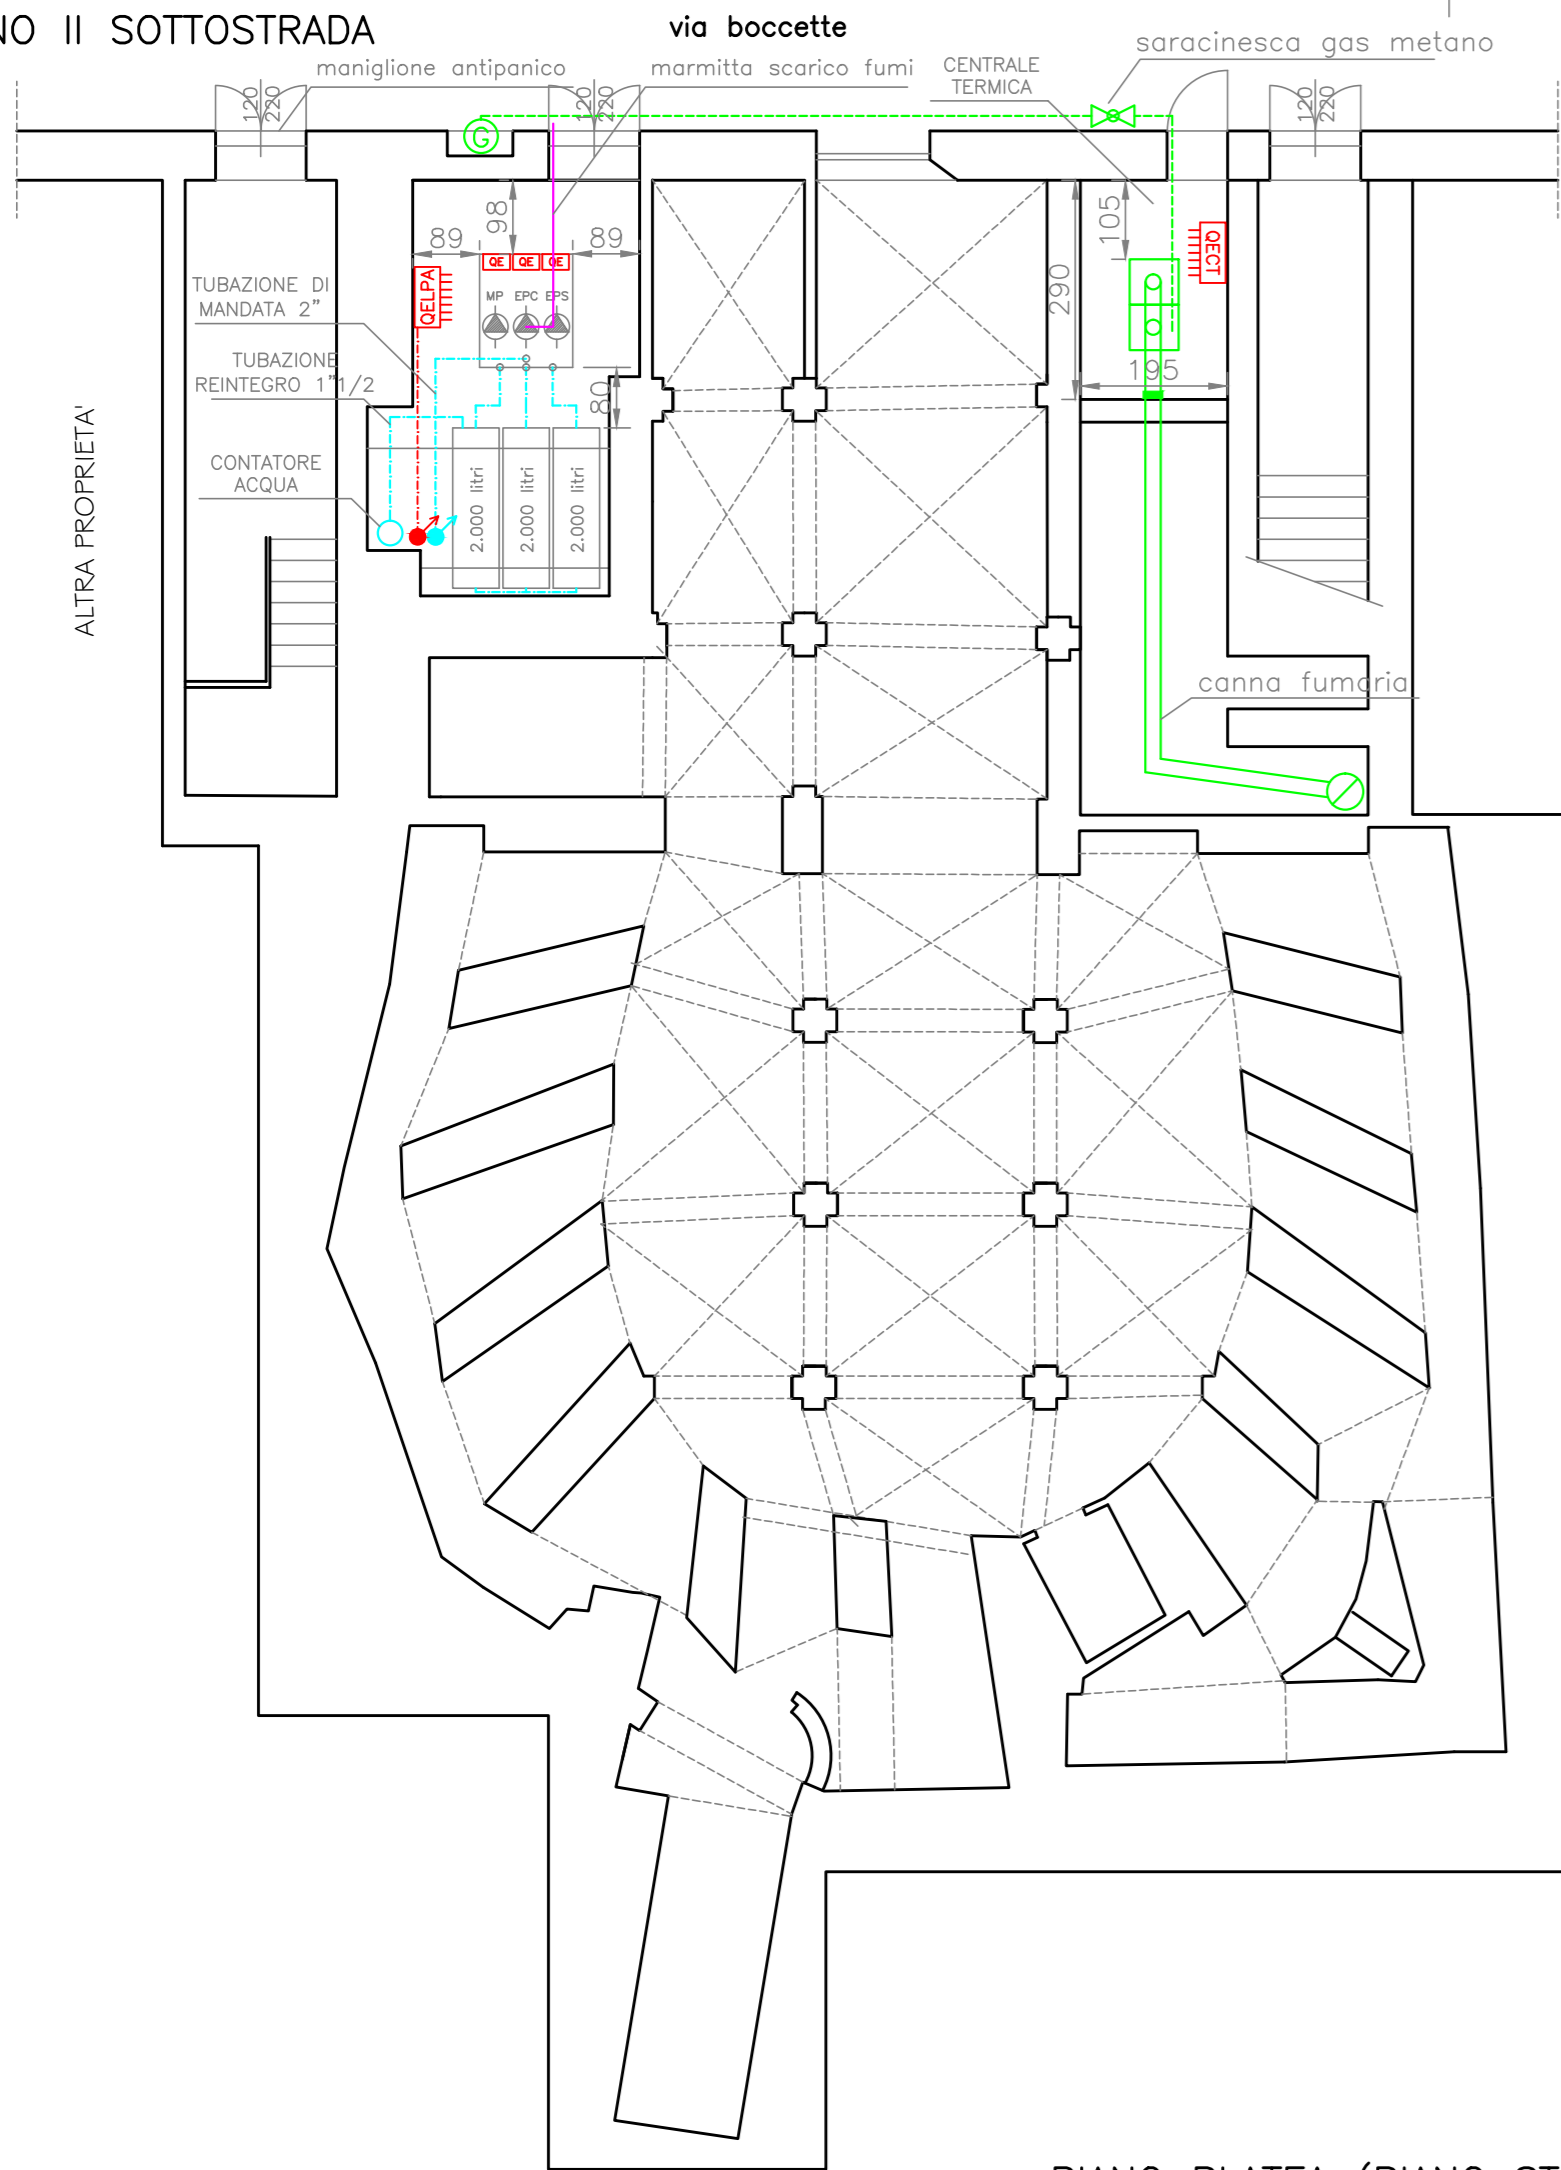 NO II SOTTOSTRADA
via boccette
saracinesca gas metano
maniglione antipanico
marmitta scarico fumi
CENTRALE
TERMICA
120
220
120
220
120
220
G
98
89
89
105
290
QECT
QE
QE
QE
QELPA
MP
EPC
EPS
TUBAZIONE DI
MANDATA 2"
TUBAZIONE
REINTEGRO 1"1/2
80
195
CONTATORE
ACQUA
2.000 litri
2.000 litri
2.000 litri
ALTRA PROPRIETA'
canna fumaria